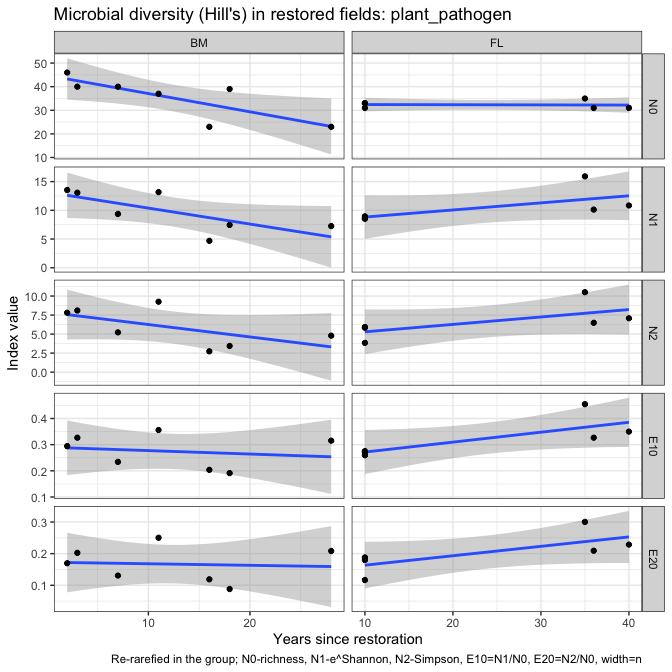 Microbial diversity (Hill's) in restored fields: plant_pathogen
BM FL
50
40
30
20
10
N0
15
10
5
0
N1
10.0
7.5
5.0
2.5
0.0
N2
0.4
0.3
0.2
0.1
E10
0.3
0.2
0.1
E20
Index value
10 20 10 20 30 40
Years since restoration
Re-rarefied in the group; N0-richness, N1-e^Shannon, N2-Simpson, E10=N1/N0, E20=N2/N0, width=n